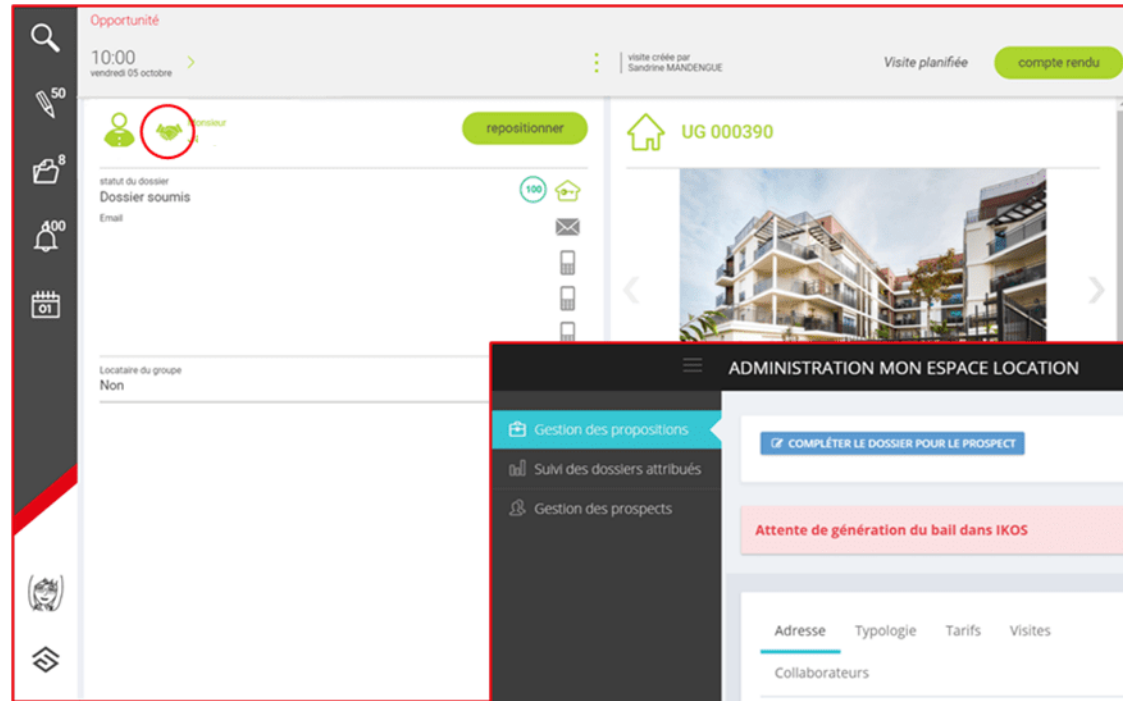 Opportunité
10:00
vendredi 05 octobre
visite créée par
Sandrine MANDENGUE
Visite planifiée
compte rendu
50
8
100
01
Monsieur
repositionner
statut du dossier
Dossier soumis
100
Email
Locataire du groupe
Non
UG 000390
ADMINISTRATION MON ESPACE LOCATION
Gestion des propositions
Suivi des dossiers attribués
Gestion des prospects
COMPLÉTER LE DOSSIER POUR LE PROSPECT
Attente de génération du bail dans IKOS
Adresse Typologie Tarifs Visites
Collaborateurs